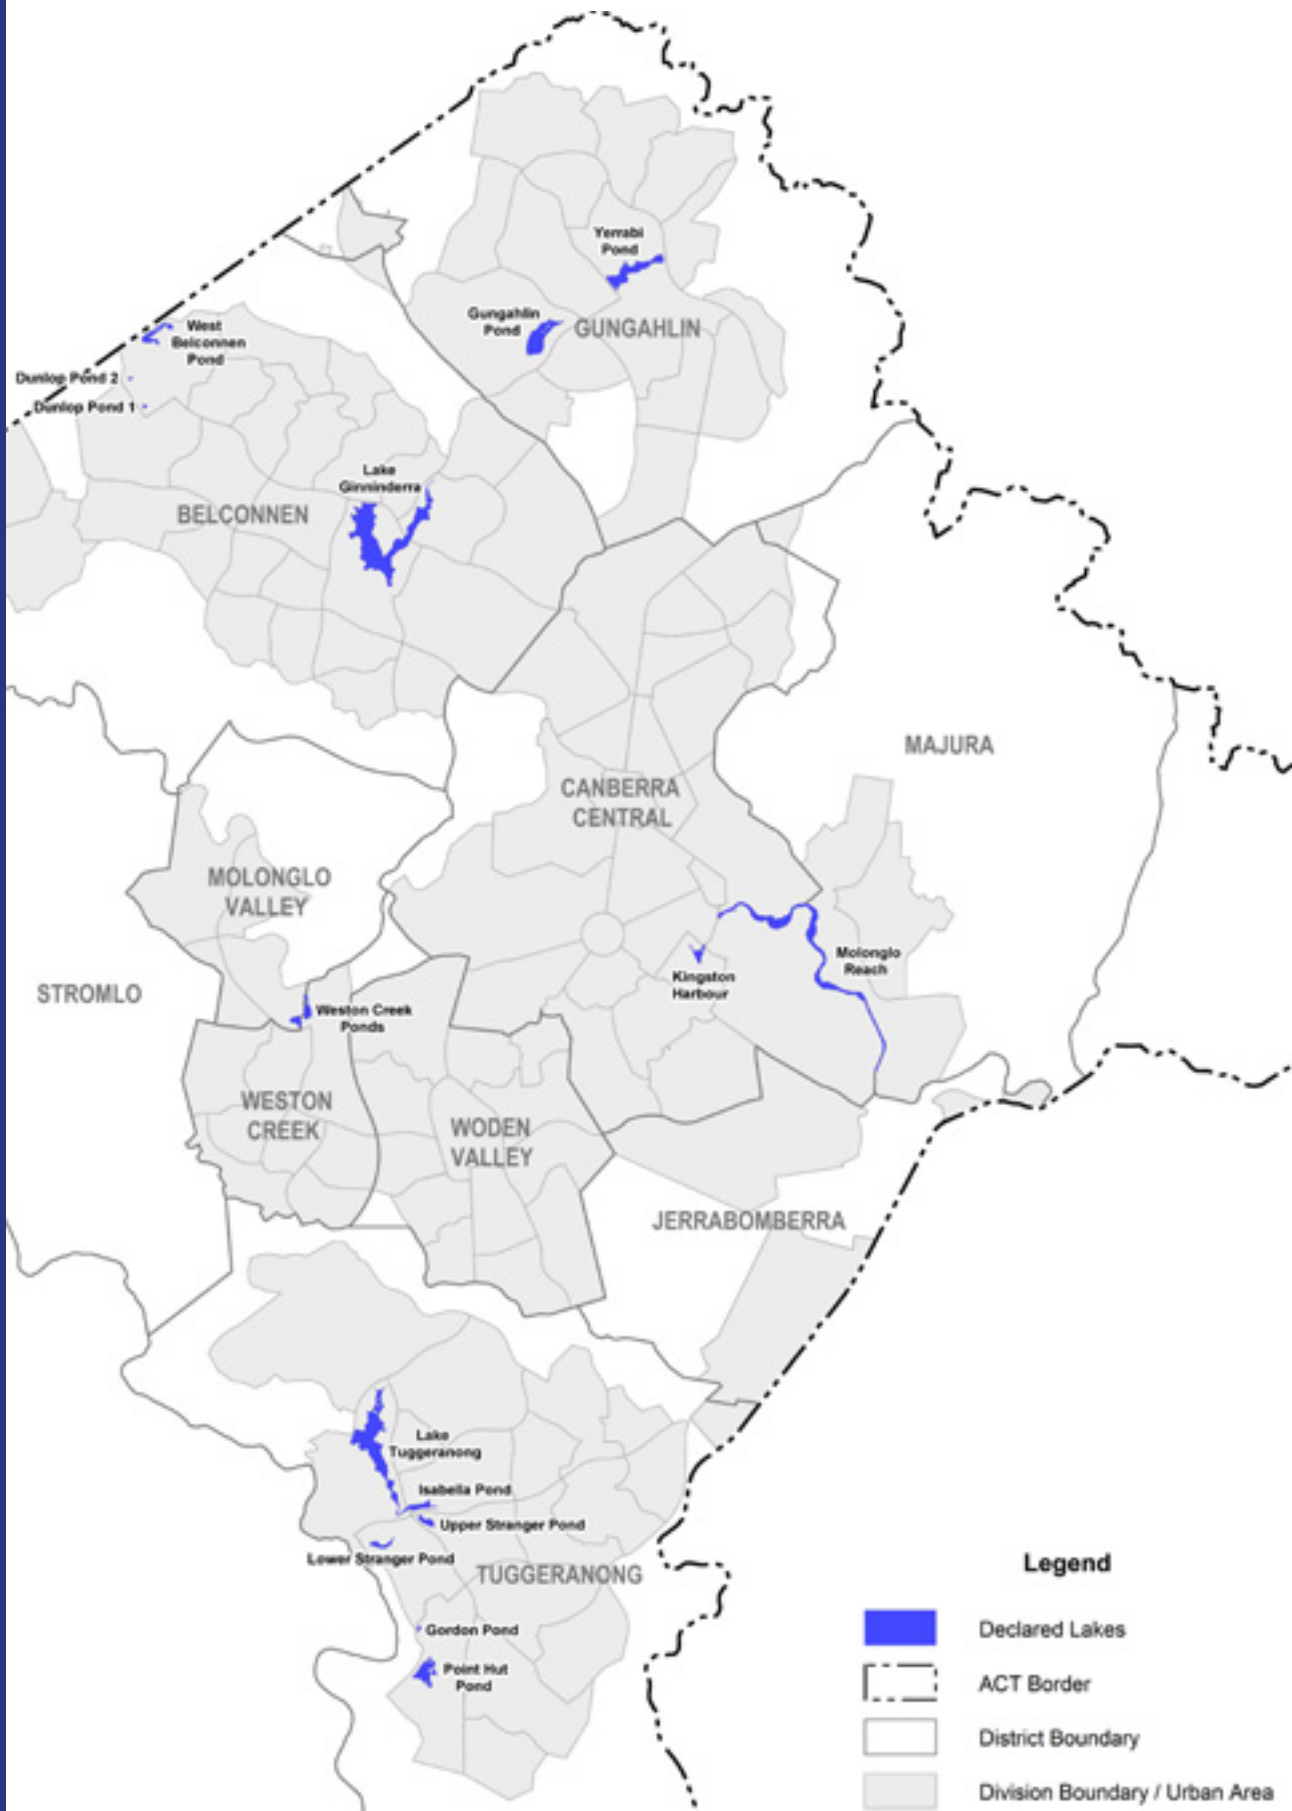 Yerrabi
Pond
Gungahlin
Pond
GUNGAHLIN
West
Belconnen
Pond
Dunlop Pond 2
Dunlop Pond 1
Lake
Ginninderra
BELCONNEN
MAJURA
CANBERRA
CENTRAL
MOLONGLO
VALLEY
Molonglo
Reach
Kingston
Harbour
STROMLO
Weston Creek
Ponds
WESTON
CREEK
WODEN
VALLEY
JERRABOMBERRA
Lake
Tuggeranong
Isabella Pond
Upper Stranger Pond
Lower Stranger Pond
TUGGERANONG
Gordon Pond
Point Hut
Pond
Legend
Declared Lakes
ACT Border
District Boundary
Division Boundary / Urban Area